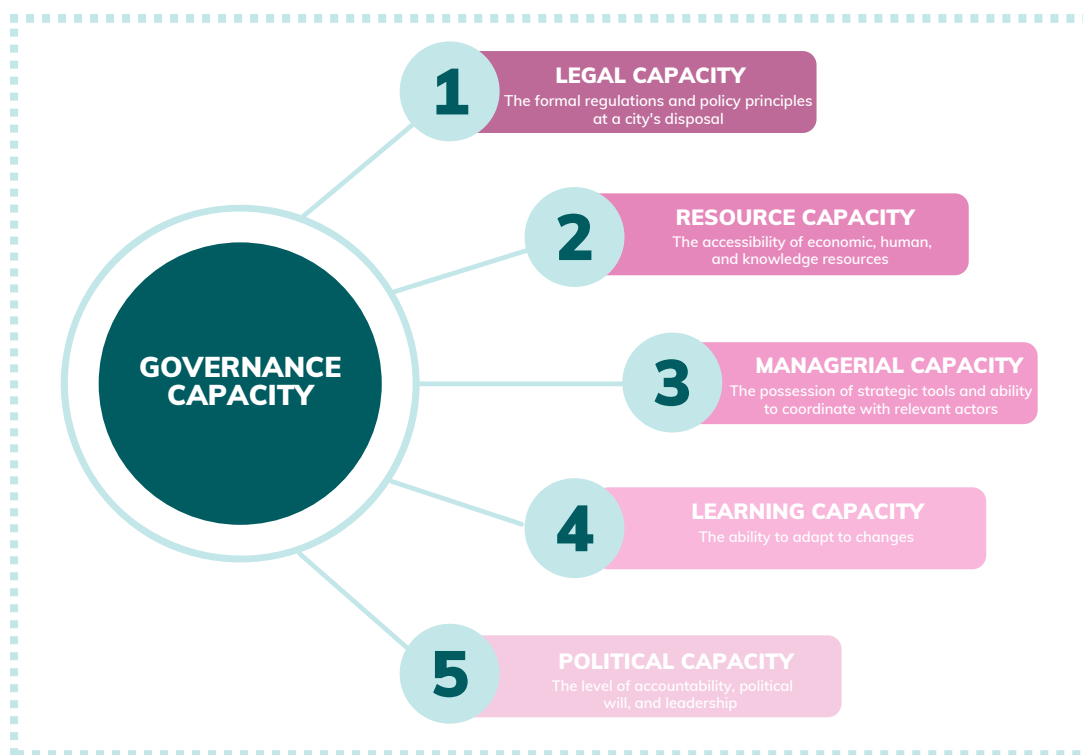 GOVERNANCE
CAPACITY
1
LEGAL CAPACITY
The formal regulations and policy principles
at a city's disposal
2
RESOURCE CAPACITY
The accessibility of economic, human,
and knowledge resources
3
MANAGERIAL CAPACITY
The possession of strategic tools and ability
to coordinate with relevant actors
4
LEARNING CAPACITY
The ability to adapt to changes
5
POLITICAL CAPACITY
The level of accountability, political
will, and leadership